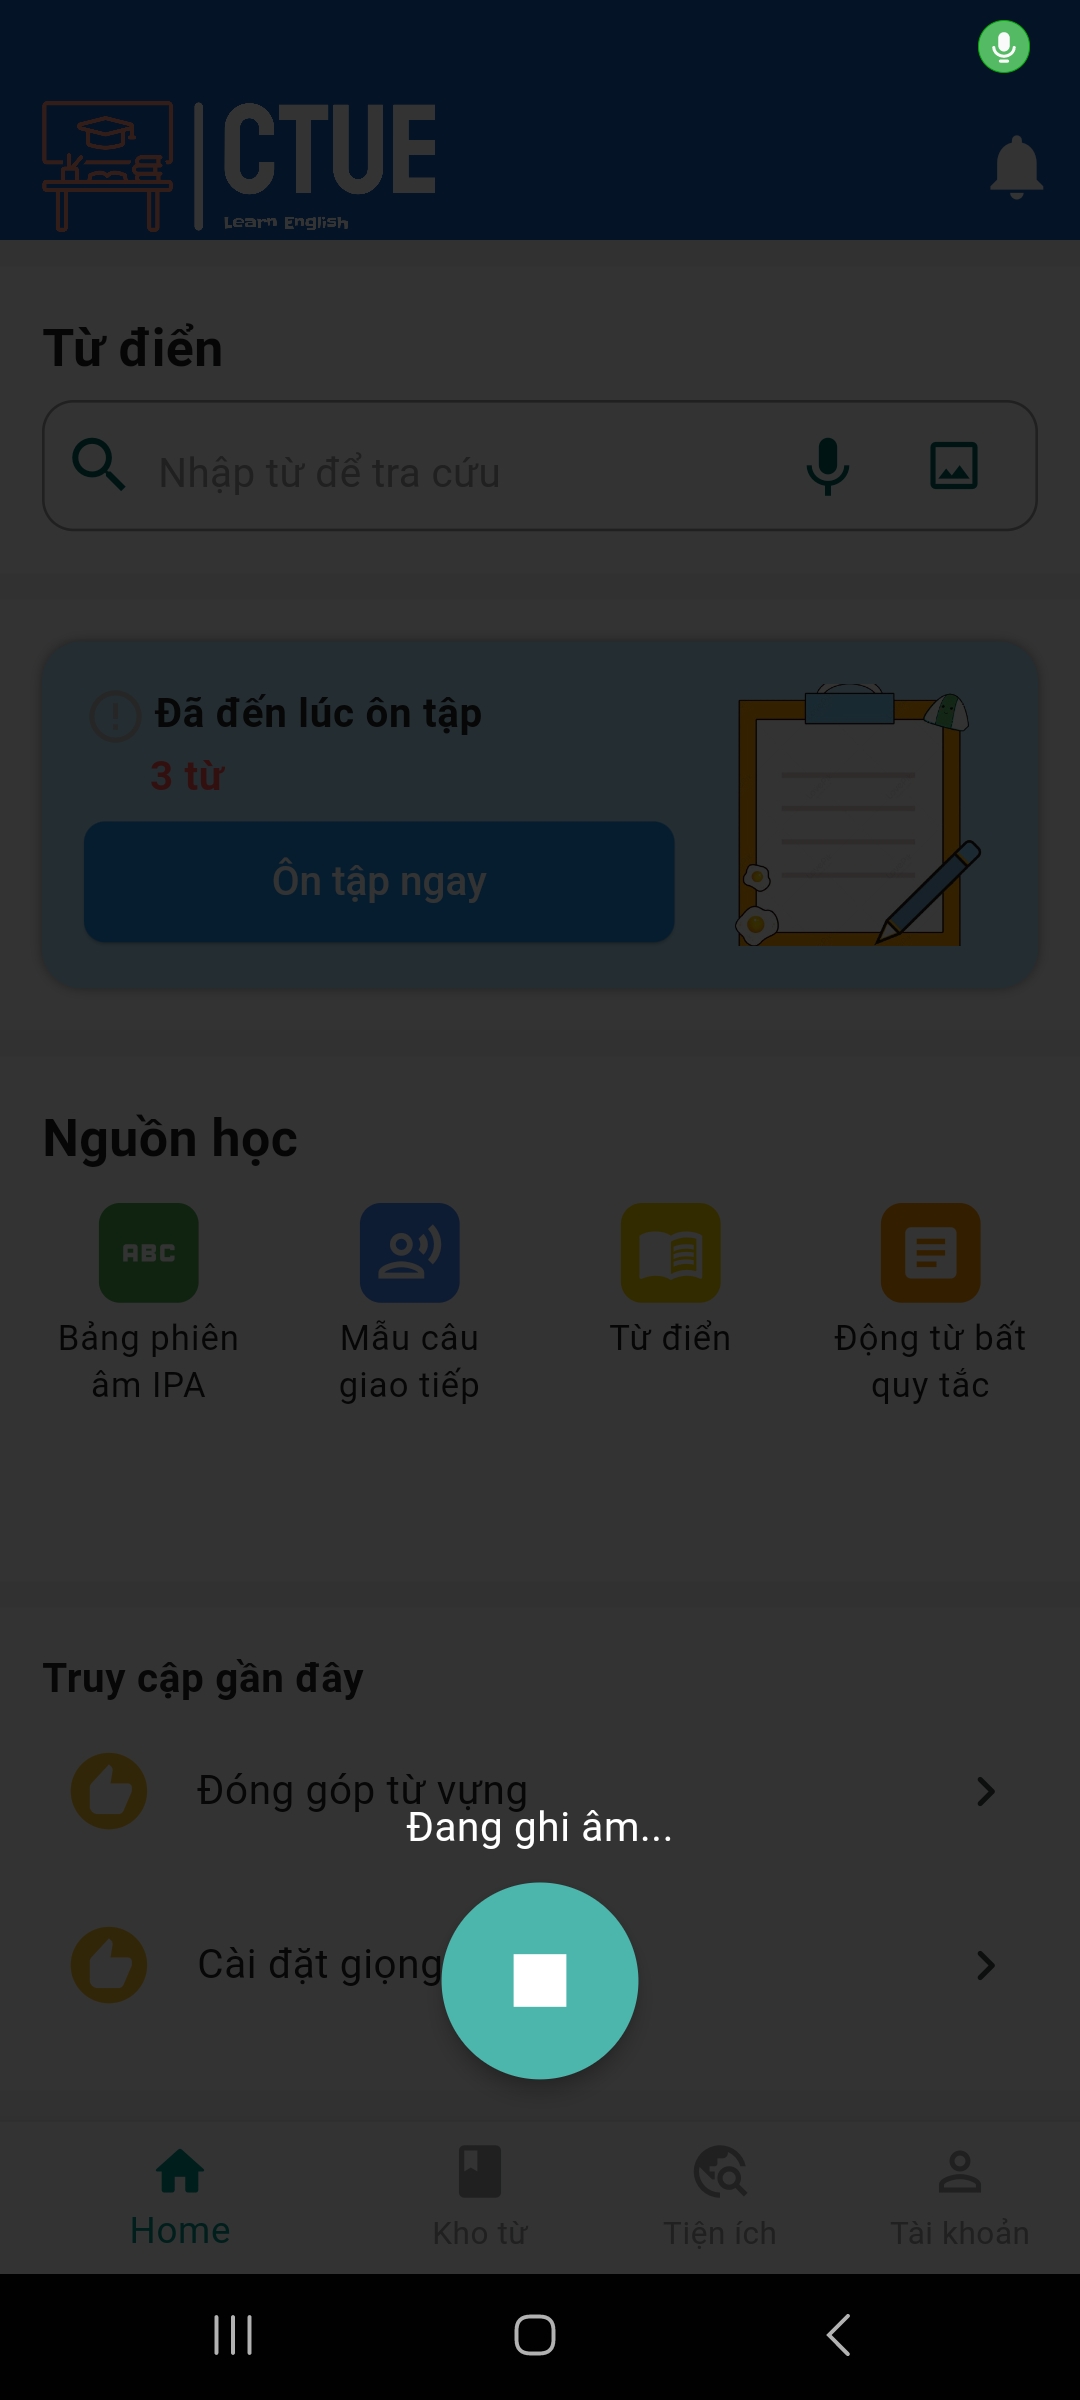 CTUE
Learn English
Từ điển
Nhập từ để tra cứu
Đã đến lúc ôn tập
3 từ
Ôn tập ngay
Nguồn học
ABC
Bảng phiên
âm IPA
Mẫu câu
giao tiếp
Từ điển
Động từ bất
quy tắc
Truy cập gần đây
Đóng góp từ vựng
Đang ghi âm...
Cài đặt giọng
Home
Kho từ
Tiện ích
Tài khoản